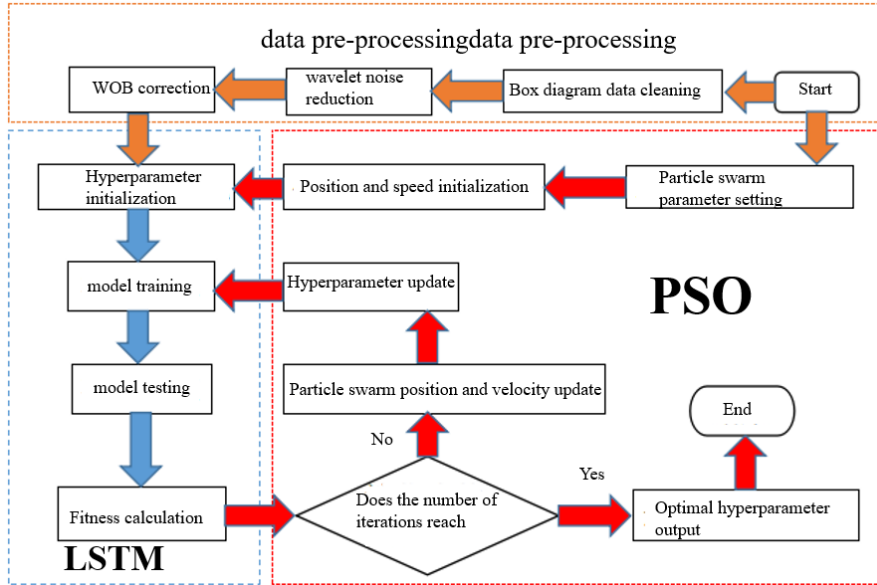 data pre-processingdata pre-processing
WOB correction
wavelet noise
reduction
Box diagram data cleaning
Start
Hyperparameter
initialization
Position and speed initialization
Particle swarm
parameter setting
model training
Hyperparameter update
PSO
model testing
Particle swarm position and velocity update
End
No
Yes
Fitness calculation
Does the number of
iterations reach
Optimal hyperparameter
output
LSTM